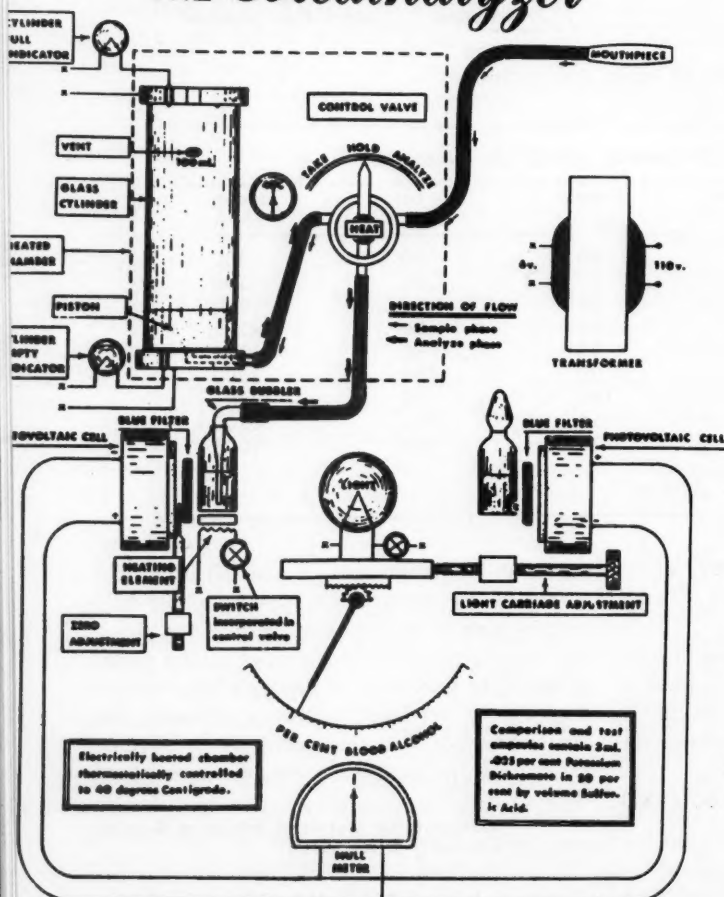 THE Breathalyzer
CYLINDER
FULL
INDICATOR
x
x
VENT
100 mL.
GLASS
CYLINDER
HEATED
CHAMBER
PISTON
CYLINDER
EMPTY
INDICATOR
x
x
CONTROL VALVE
TAKE HOLD ANALYZE
HEAT
MOUTHPIECE
DIRECTION OF FLOW
Sample phase
Analyze phase
x
x
6v.
110v.
TRANSFORMER
GLASS BUBBLER
BLUE FILTER
PHOTOVOLTAIC CELL
- 
+
HEATING
ELEMENT
x
x
ZERO
ADJUSTMENT
SWITCH
incorporated in
control valve
LIGHT
x
x
BLUE FILTER
PHOTOVOLTAIC CELL
+
-
LIGHT CARRIAGE ADJUSTMENT
PER CENT BLOOD ALCOHOL
Electrically heated chamber
thermostatically controlled
to 40 degrees Centigrade.
Comparison and test
ampoules contain 3mL.
.025 per cent Potassium
Dichromate in 50 per
cent by volume Sulfur-
ic Acid.
NULL
METER